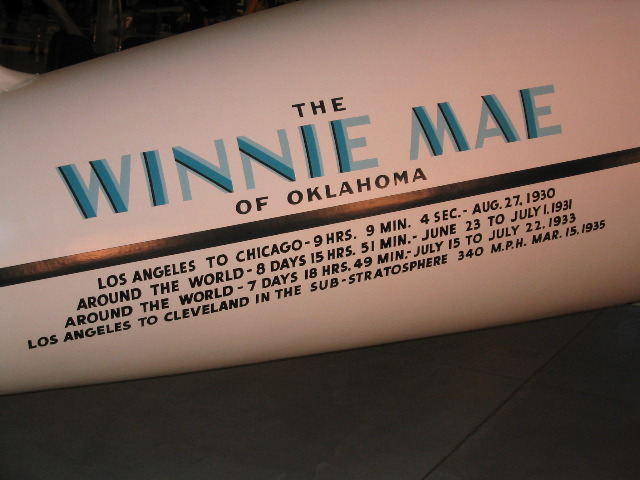 THE
WINNIE MAE
OF OKLAHOMA
LOS ANGELES TO CHICAGO - 9 HRS. 9 MIN. 4 SEC. - AUG. 27, 1930
AROUND THE WORLD - 8 DAYS 15 HRS. 51 MIN. - JUNE 23 TO JULY 1, 1931
AROUND THE WORLD - 7 DAYS 18 HRS. 49 MIN. - JULY 15 TO JULY 22, 1933
LOS ANGELES TO CLEVELAND IN THE SUB-STRATOSPHERE 340 M.P.H. MAR. 15, 1935